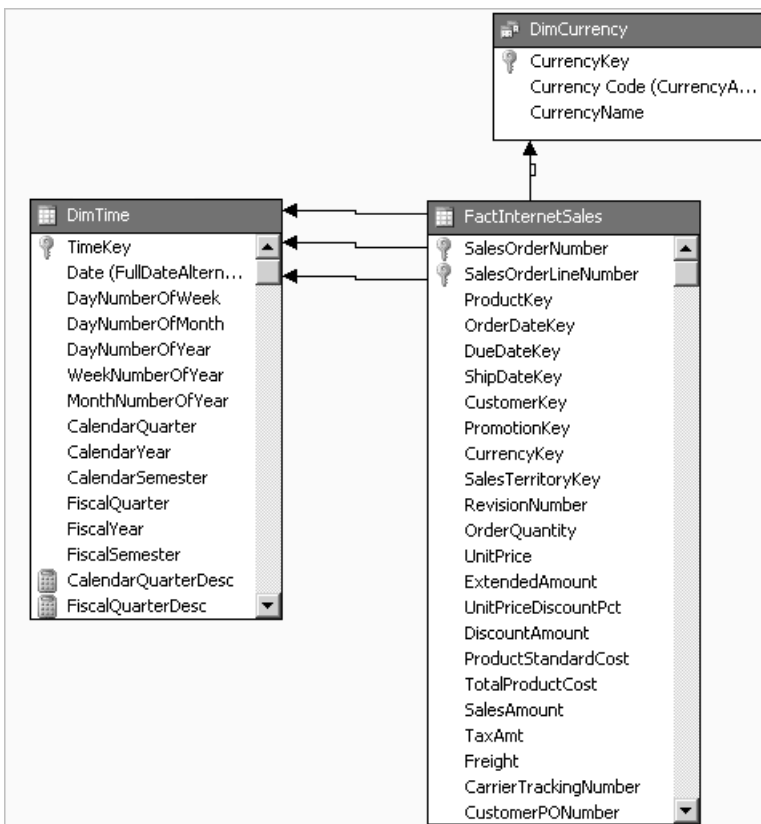 DimCurrency
CurrencyKey
Currency Code (CurrencyA...
CurrencyName
DimTime
TimeKey
Date (FullDateAltern...
DayNumberOfWeek
DayNumberOfMonth
DayNumberOfYear
WeekNumberOfYear
MonthNumberOfYear
CalendarQuarter
CalendarYear
CalendarSemester
FiscalQuarter
FiscalYear
FiscalSemester
CalendarQuarterDesc
FiscalQuarterDesc
FactInternetSales
SalesOrderNumber
SalesOrderLineNumber
ProductKey
OrderDateKey
DueDateKey
ShipDateKey
CustomerKey
PromotionKey
CurrencyKey
SalesTerritoryKey
RevisionNumber
OrderQuantity
UnitPrice
ExtendedAmount
UnitPriceDiscountPct
DiscountAmount
ProductStandardCost
TotalProductCost
SalesAmount
TaxAmt
Freight
CarrierTrackingNumber
CustomerPONumber